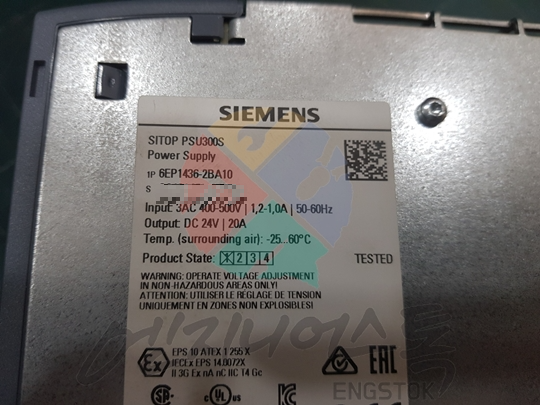 SIEMENS
SITOP PSU300S
Power Supply
1P 6EP1436-2BA10
S
Input: 3AC 400-500V | 1,2-1,0A | 50-60Hz
Output: DC 24V | 20A
Temp. (surrounding air): -25...60°C
Product State: X 2 3 4
TESTED
WARNING: OPERATE VOLTAGE ADJUSTMENT
IN NON-HAZARDOUS AREAS ONLY!
ATTENTION: UTILISER LE RÉGLAGE DE TENSION
UNIQUEMENT EN ZONES NON EXPLOSIBLES
Ex
EPS 10 ATEX 1 255 X
IECEx EPS 14.0072X
II 3G Ex nA nC IIC T4 Gc
EAC
ENGSTOK